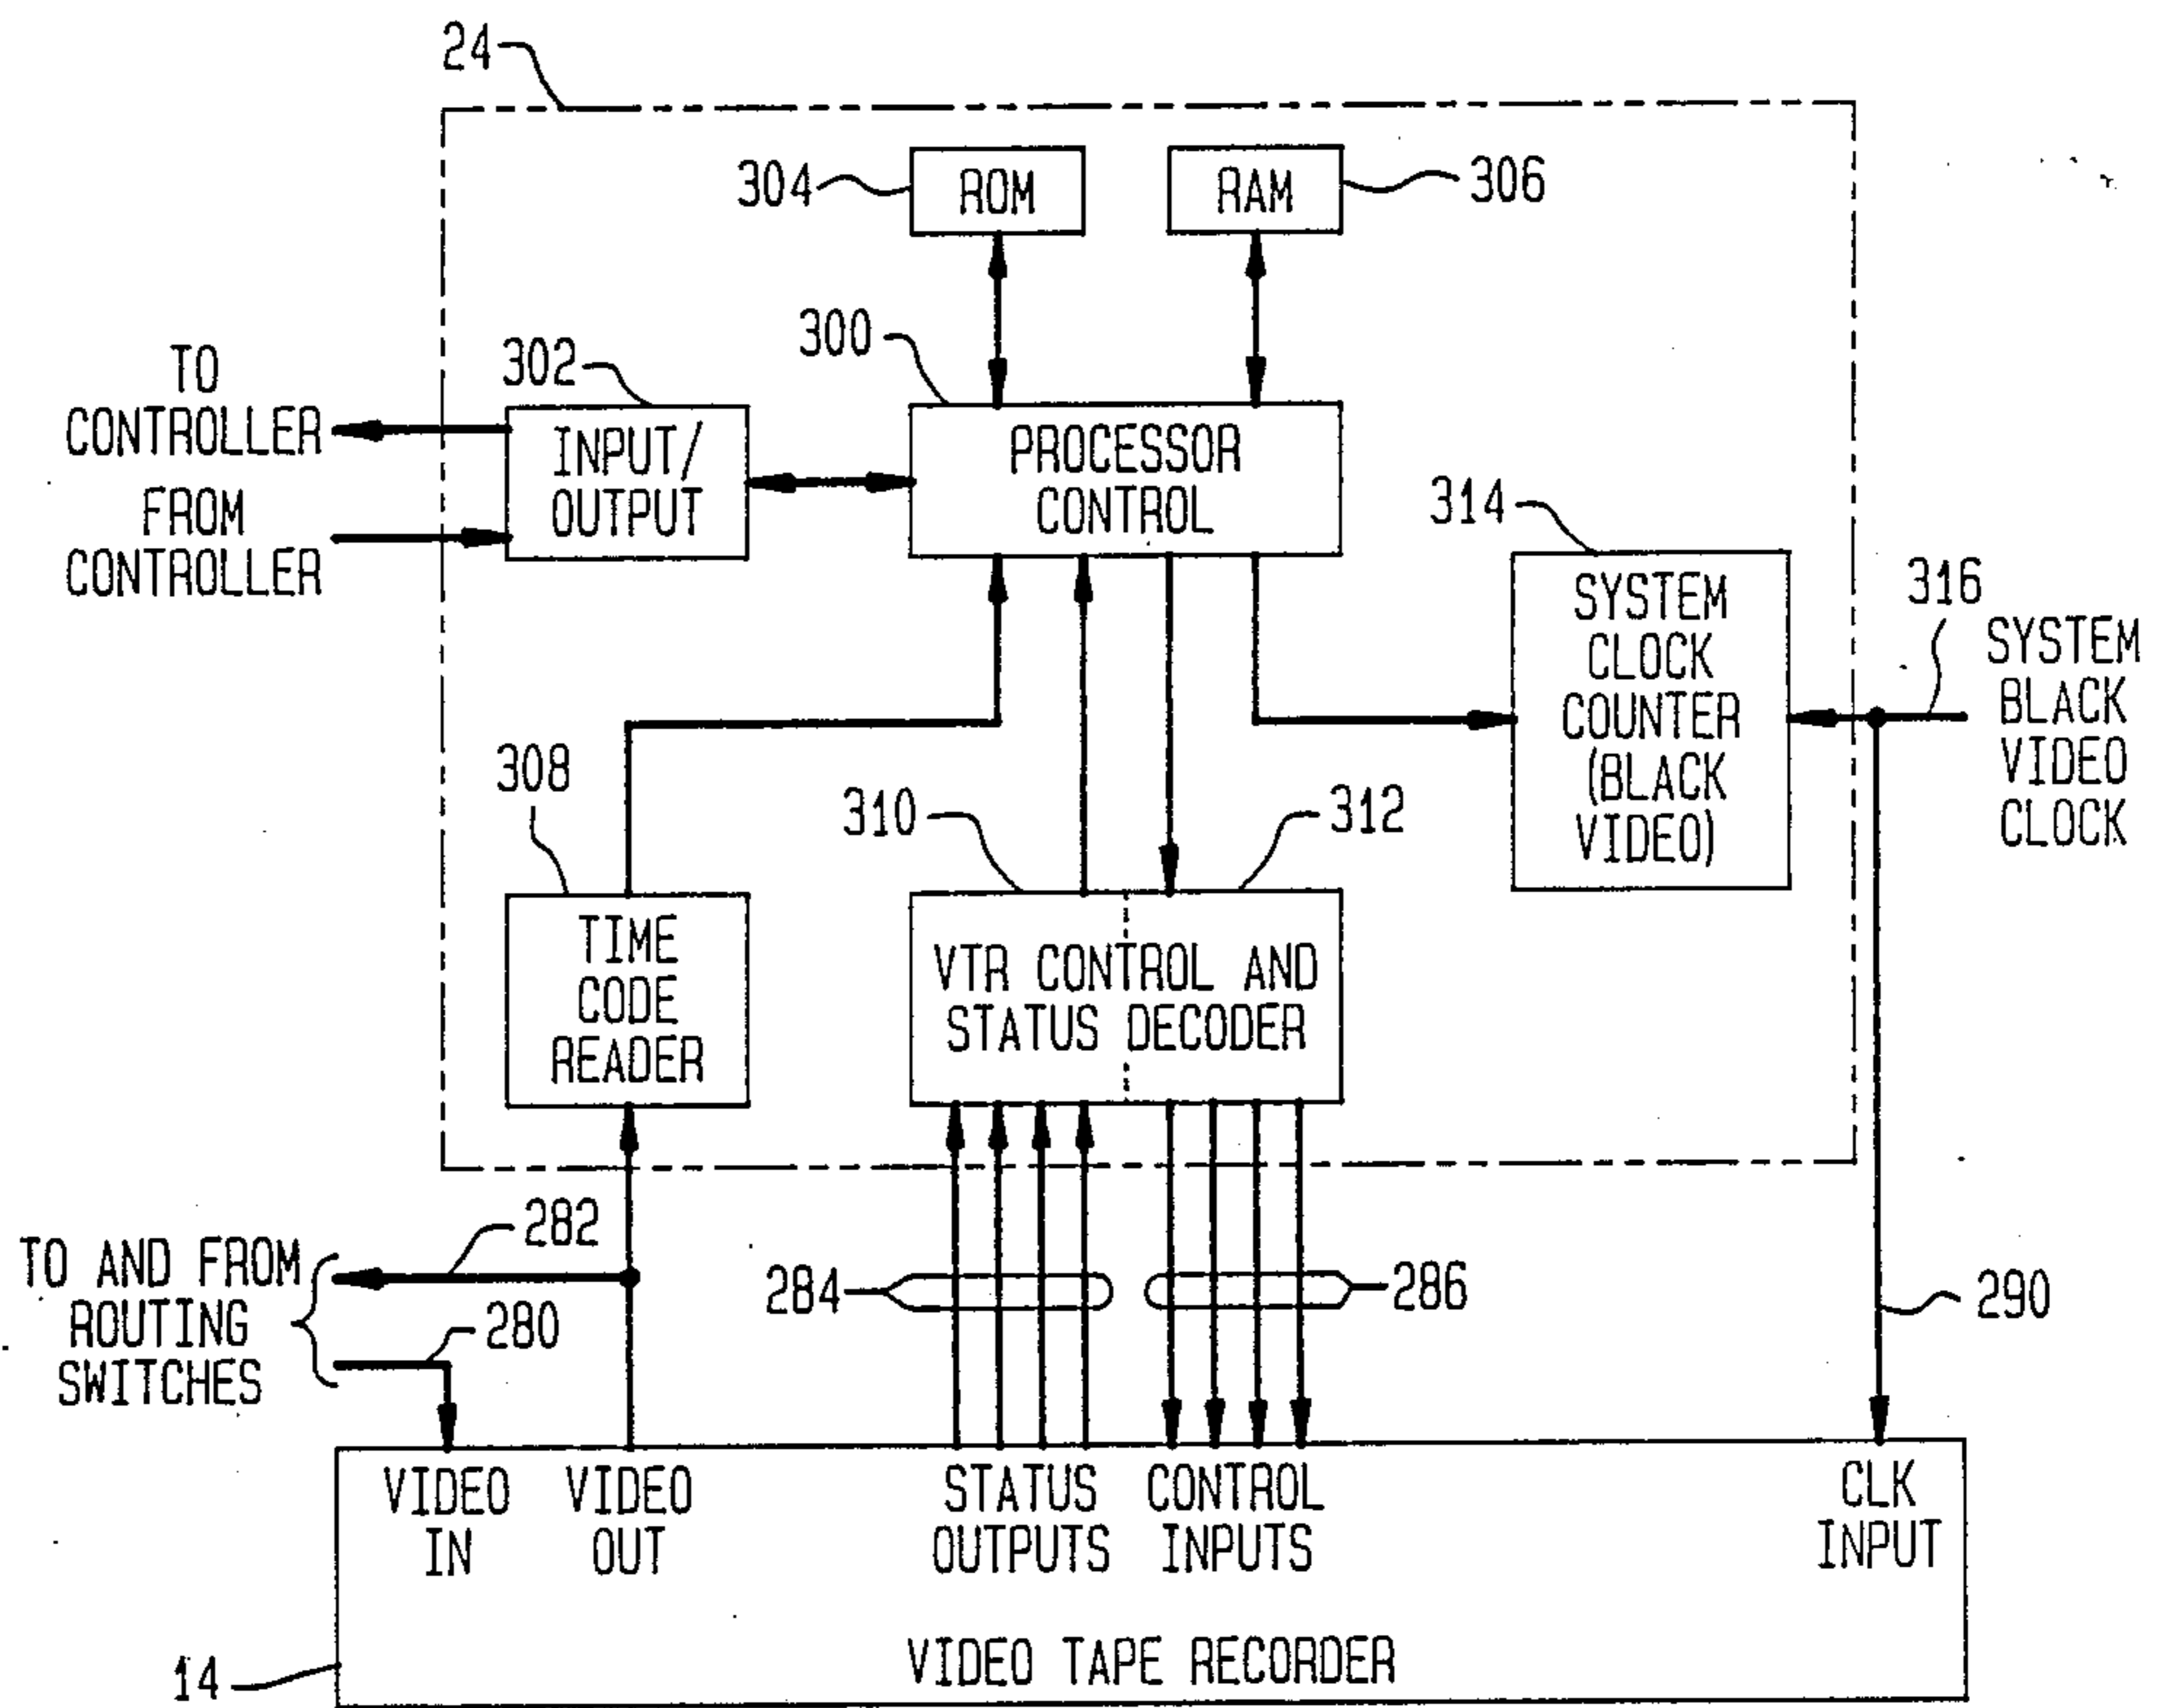 24
304
ROM
RAM
306
300
302
TO
CONTROLLER
FROM
CONTROLLER
INPUT/
OUTPUT
PROCESSOR
CONTROL
314
SYSTEM
CLOCK
COUNTER
(BLACK
VIDEO)
316
SYSTEM
BLACK
VIDEO
CLOCK
308
310
312
TIME
CODE
READER
VTR CONTROL AND
STATUS DECODER
282
TO AND FROM
ROUTING
SWITCHES
280
284
286
290
VIDEO
IN
VIDEO
OUT
STATUS
OUTPUTS
CONTROL
INPUTS
CLK
INPUT
14
VIDEO TAPE RECORDER